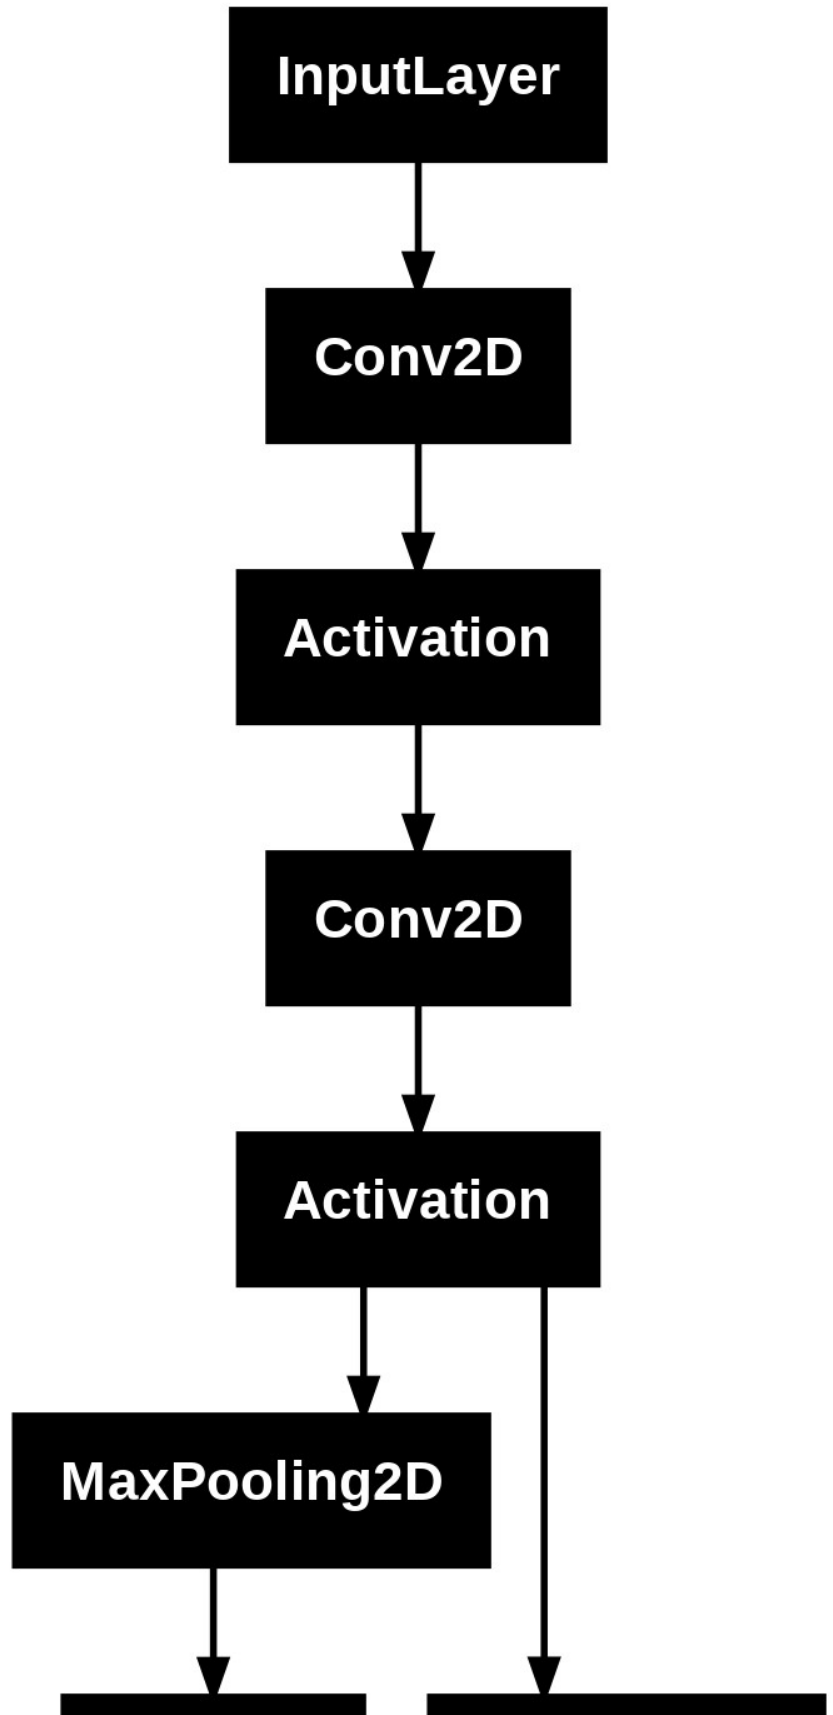 InputLayer
Conv2D
Activation
Conv2D
Activation
MaxPooling2D